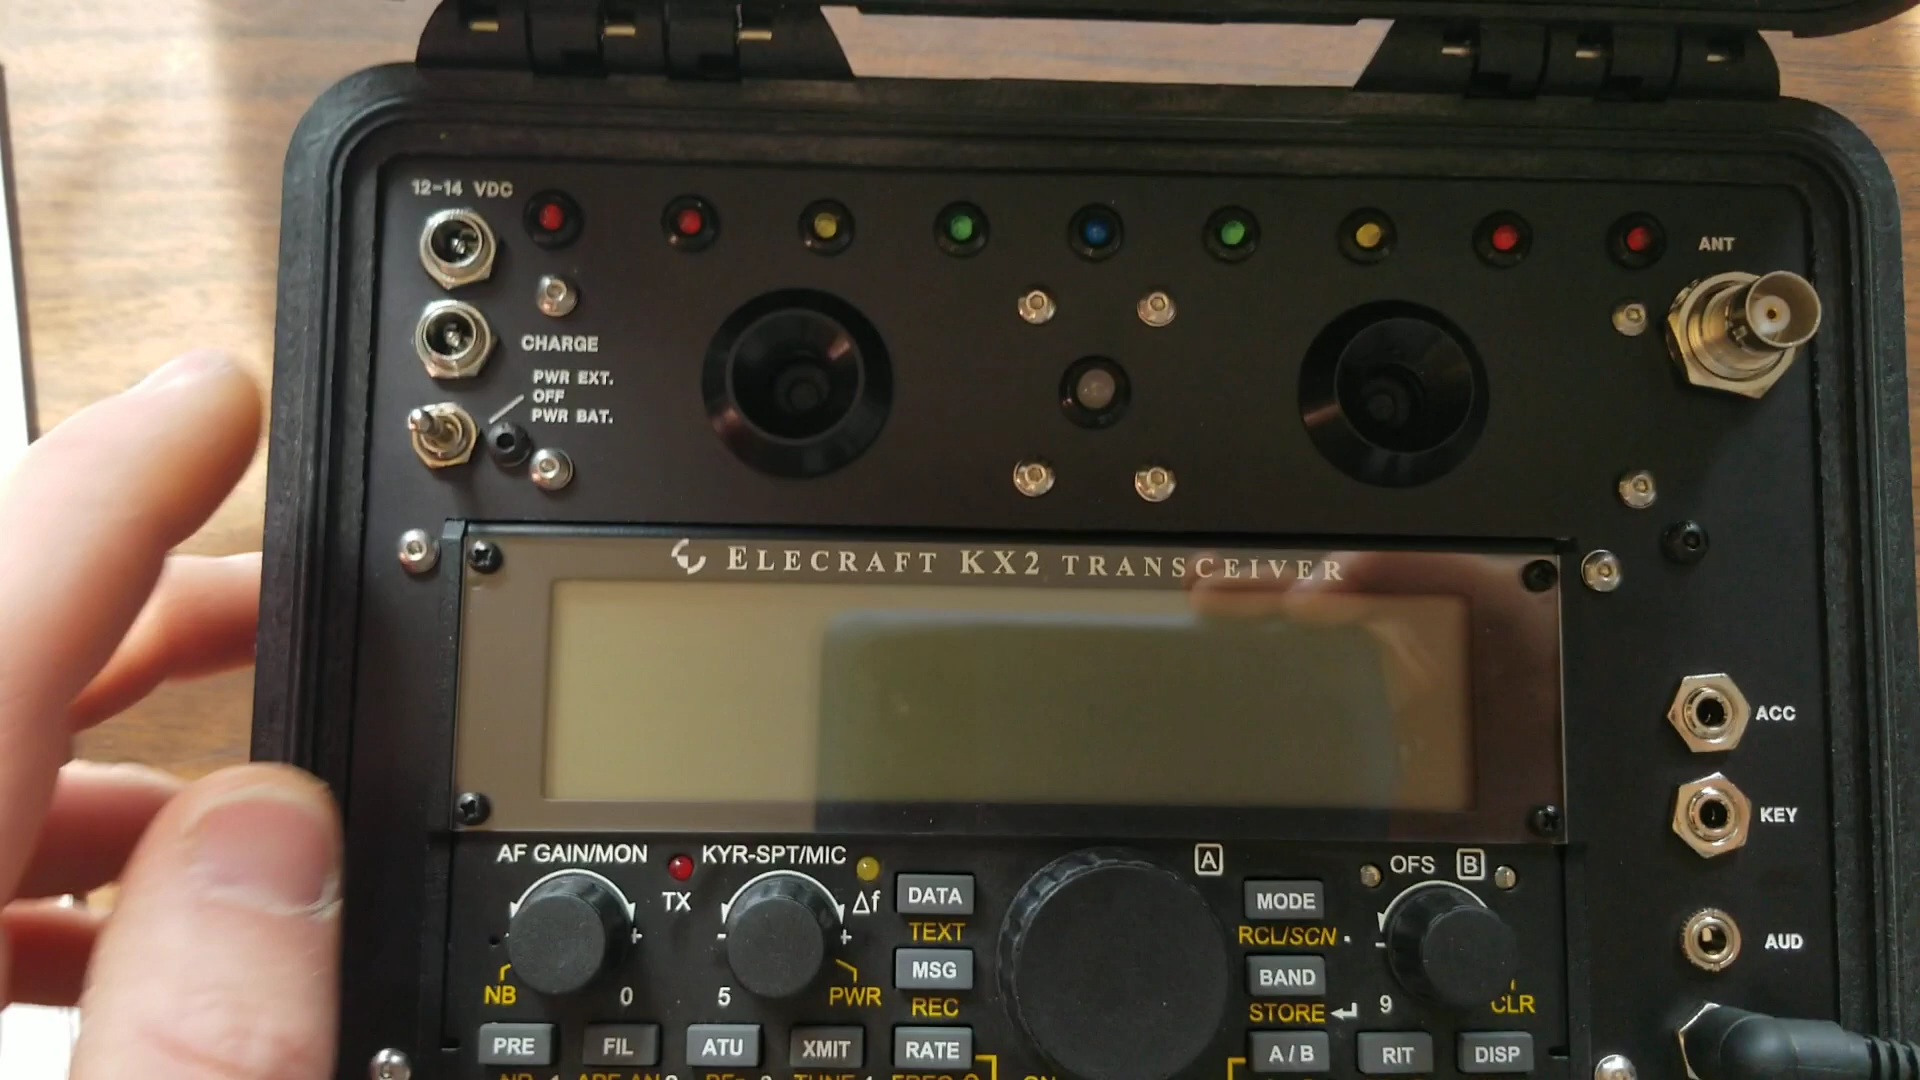 12-14 VDC
ANT
CHARGE
PWR EXT.
OFF
PWR BAT.
ELECRAFT KX2 TRANSCEIVER
ACC
KEY
AUD
AF GAIN/MON
TX
KYR-SPT/MIC
Δf
A
OFS B
- +
- +
-
NB
0
5
PWR
DATA
TEXT
MSG
REC
MODE
RCL/SCN
BAND
STORE
9
CLR
PRE
FIL
ATU
XMIT
RATE
A / B
RIT
DISP